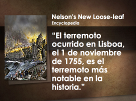 Nelson's New Loose-leaf
Encyclopedia
“El terremoto
ocurrido en Lisboa,
el 1 de noviembre
de 1755, es el
terremoto más
notable en la
historia.”